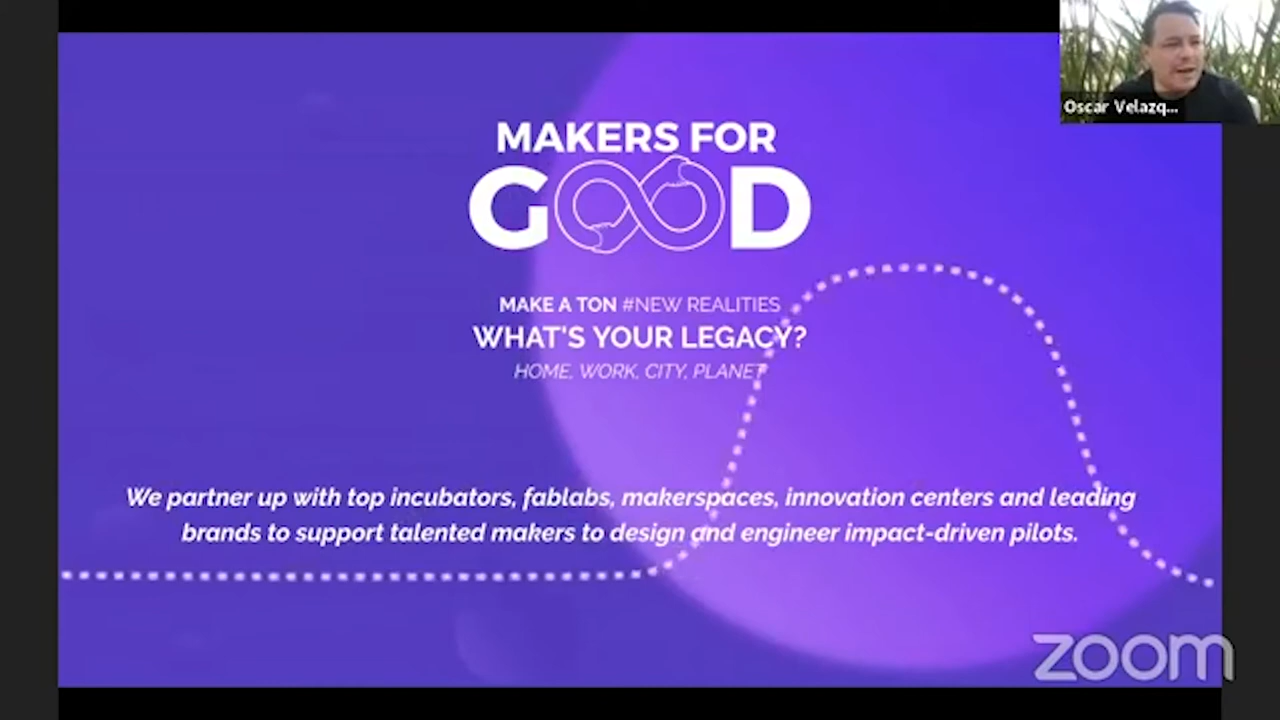 Oscar Velazq...
MAKERS FOR
GOOD
MAKE A TON #NEW REALITIES
WHAT'S YOUR LEGACY?
HOME, WORK, CITY, PLANET
We partner up with top incubators, fablabs, makerspaces, innovation centers and leading
brands to support talented makers to design and engineer impact-driven pilots.
zoom